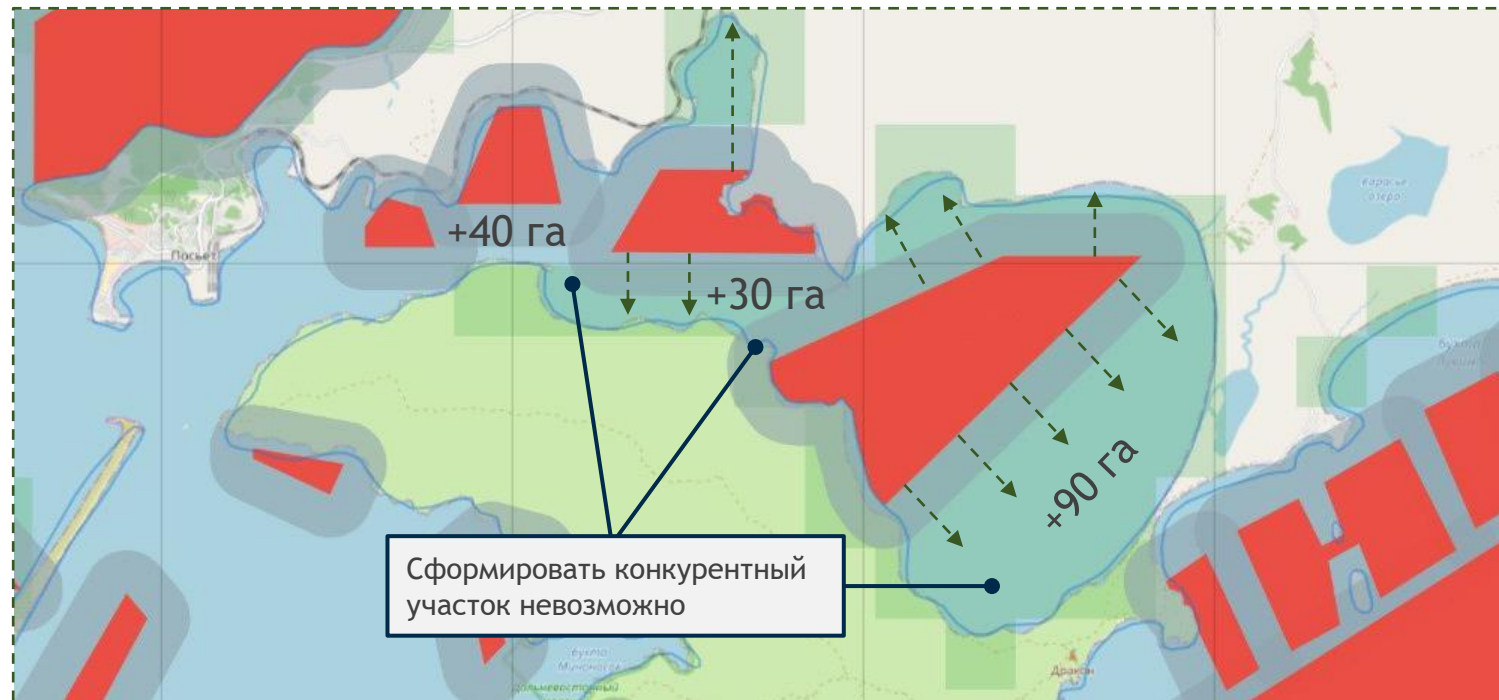 Карасье
озеро
Посьет
+40 га
+30 га
+90 га
Сформировать конкурентный
участок невозможно
бухта
Миноносок
Дальневосточный
Дракон